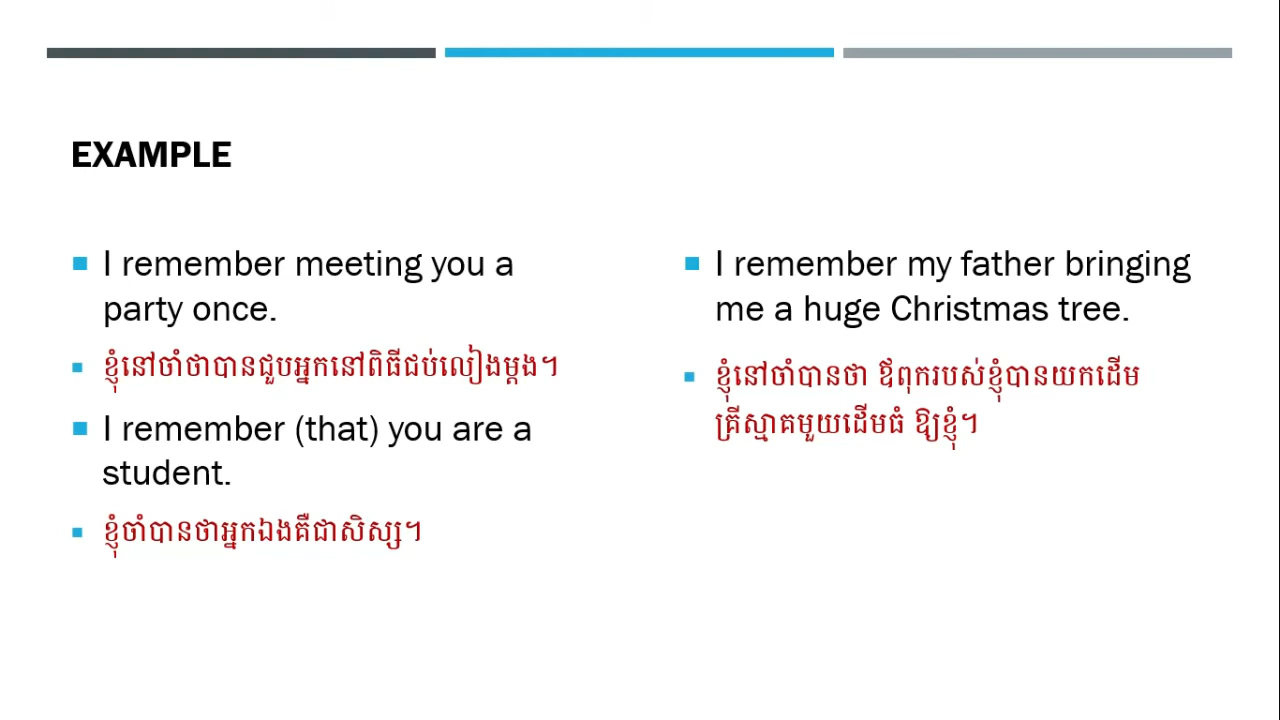 EXAMPLE
I remember meeting you a
party once.
ខ្ញុំនៅចាំថាបានជួបអ្នកនៅពិធីជប់លៀងម្តង។
I remember (that) you are a
student.
ខ្ញុំចាំបានថាអ្នកឯងគឺជាសិស្ស។
I remember my father bringing
me a huge Christmas tree.
ខ្ញុំនៅចាំបានថា ឪពុករបស់ខ្ញុំបានយកដើម
គ្រីស្មាគមួយដើមធំ ឱ្យខ្ញុំ។